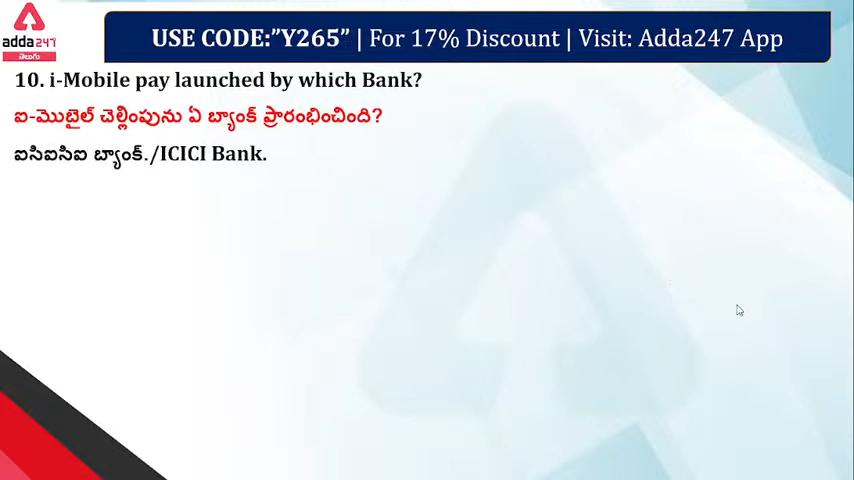 USE CODE:”Y265” | For 17% Discount | Visit: Adda247 App
adda247
తెలుగు
10. i-Mobile pay launched by which Bank?
ఐ-మొబైల్ చెల్లింపును ఏ బ్యాంక్ ప్రారంభించింది?
ఐసిఐసిఐ బ్యాంక్./ICICI Bank.